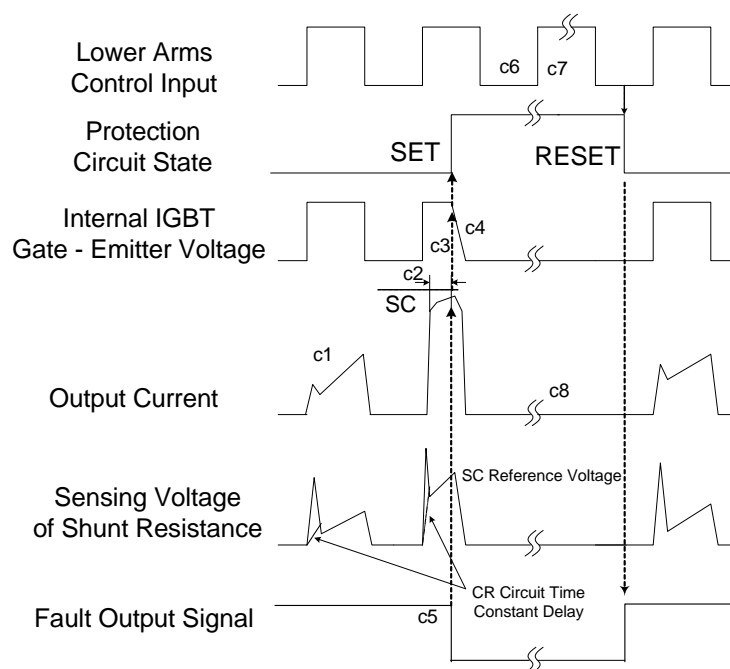 Lower Arms
Control Input
c6
c7
Protection
Circuit State
SET
RESET
Internal IGBT
Gate - Emitter Voltage
c3
c4
c2
SC
c1
Output Current
c8
Sensing Voltage
of Shunt Resistance
SC Reference Voltage
CR Circuit Time
Constant Delay
Fault Output Signal
c5